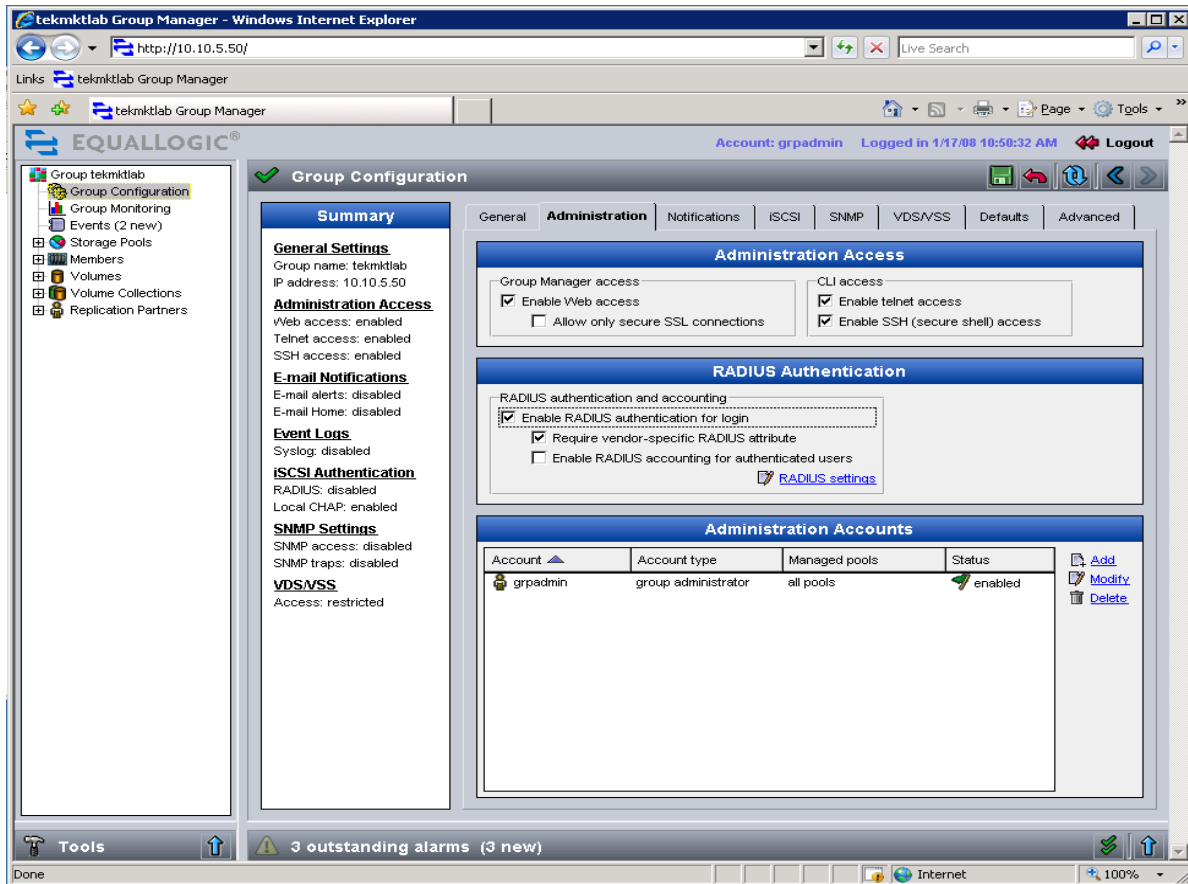 tekmktlab Group Manager - Windows Internet Explorer
http://10.10.5.50/
Live Search
Links tekmktlab Group Manager
tekmktlab Group Manager
Page
Tools
»
EQUALLOGIC®
Account: grpadmin Logged in 1/17/08 10:50:32 AM Logout
Group tekmktlab
Group Configuration
Group Monitoring
Events (2 new)
Storage Pools
Members
Volumes
Volume Collections
Replication Partners
Group Configuration
Summary
General Settings
Group name: tekmktlab
IP address: 10.10.5.50
Administration Access
Web access: enabled
Telnet access: enabled
SSH access: enabled
E-mail Notifications
E-mail alerts: disabled
E-mail Home: disabled
Event Logs
Syslog: disabled
iSCSI Authentication
RADIUS: disabled
Local CHAP: enabled
SNMP Settings
SNMP access: disabled
SNMP traps: disabled
VDS/VSS
Access: restricted
General Administration Notifications iSCSI SNMP VDS/VSS Defaults Advanced
Administration Access
Group Manager access
Enable Web access
Allow only secure SSL connections
CLI access
Enable telnet access
Enable SSH (secure shell) access
RADIUS Authentication
RADIUS authentication and accounting
Enable RADIUS authentication for login
Require vendor-specific RADIUS attribute
Enable RADIUS accounting for authenticated users
RADIUS settings
Administration Accounts
Account Account type Managed pools Status
grpadmin group administrator all pools enabled
Add
Modify
Delete
Tools
3 outstanding alarms (3 new)
Done
Internet
100%